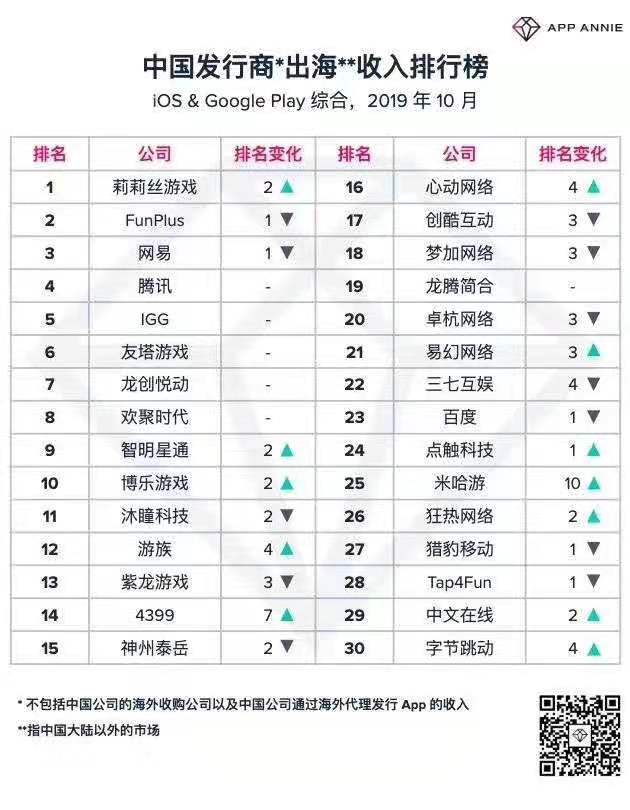 APP ANNIE
中国发行商*出海**收入排行榜
iOS & Google Play 综合，2019 年 10 月
排名 公司 排名变化 排名 公司 排名变化
1 莉莉丝游戏 2 ▲ 16 心动网络 4 ▲
2 FunPlus 1 ▼ 17 创酷互动 3 ▼
3 网易 1 ▼ 18 梦加网络 3 ▼
4 腾讯 - 19 龙腾简合 -
5 IGG - 20 卓杭网络 3 ▼
6 友塔游戏 - 21 易幻网络 3 ▲
7 龙创悦动 - 22 三七互娱 4 ▼
8 欢聚时代 - 23 百度 1 ▼
9 智明星通 2 ▲ 24 点触科技 1 ▲
10 博乐游戏 2 ▲ 25 米哈游 10 ▲
11 沐瞳科技 2 ▼ 26 狂热网络 2 ▲
12 游族 4 ▲ 27 猎豹移动 1 ▼
13 紫龙游戏 3 ▼ 28 Tap4Fun 1 ▼
14 4399 7 ▲ 29 中文在线 2 ▲
15 神州泰岳 2 ▼ 30 字节跳动 4 ▲
* 不包括中国公司的海外收购公司以及中国公司通过海外代理发行 App 的收入
**指中国大陆以外的市场